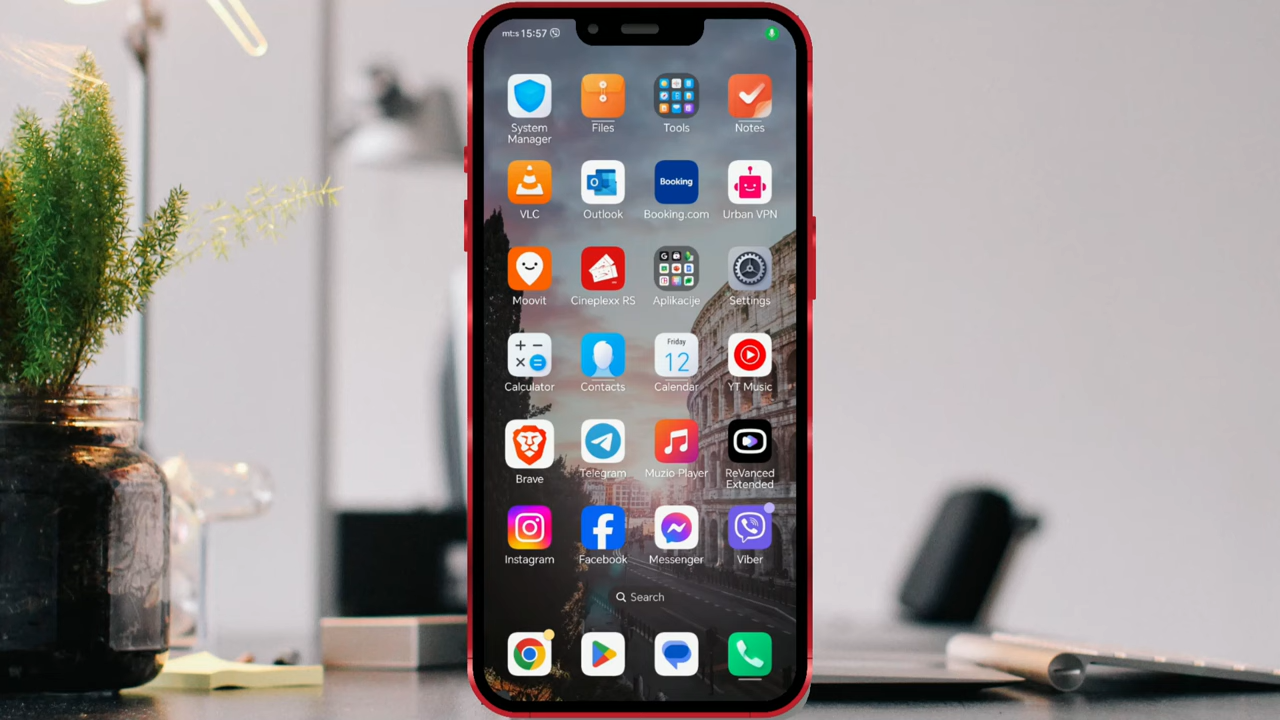 mt:s 15:57
System
Manager
Files
Tools
Notes
VLC
Outlook
Booking
Booking.com
Urban VPN
Moovit
Cineplexx RS
Aplikacije
Settings
Calculator
Contacts
Friday
12
Calendar
YT Music
Brave
Telegram
Muzio Player
ReVanced
Extended
Instagram
Facebook
Messenger
Viber
Search